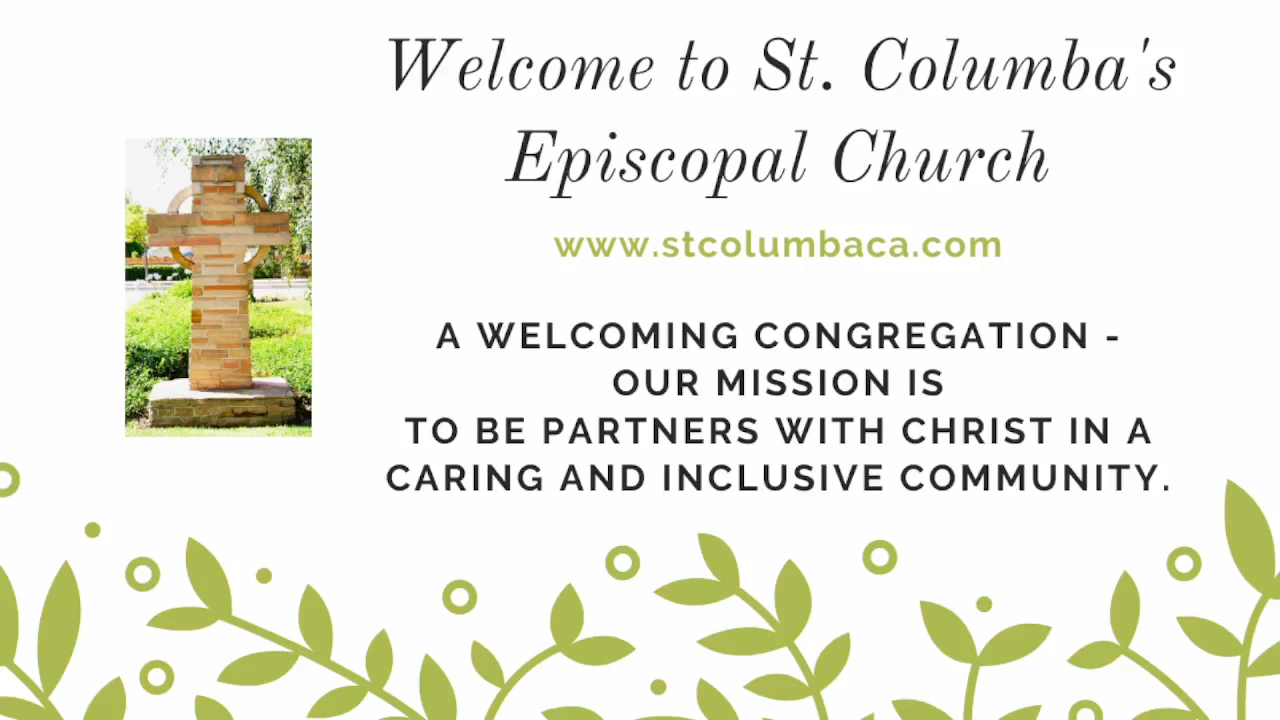 Welcome to St. Columba's
Episcopal Church
www.stcolumbaca.com
A WELCOMING CONGREGATION -
OUR MISSION IS
TO BE PARTNERS WITH CHRIST IN A
CARING AND INCLUSIVE COMMUNITY.